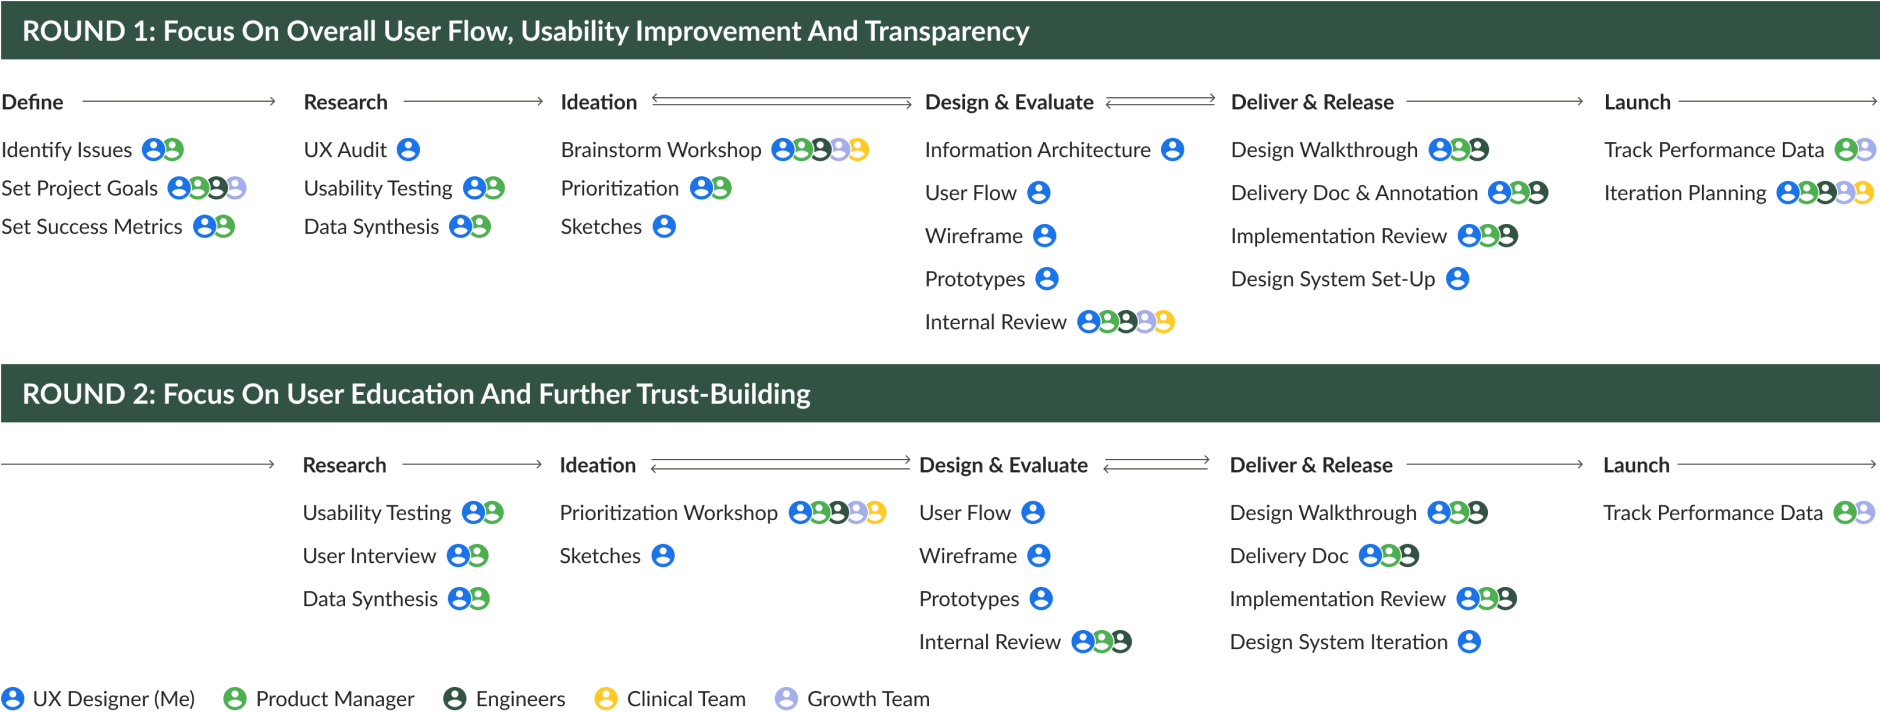 ROUND 1: Focus On Overall User Flow, Usability Improvement And Transparency
Define
Identify Issues
Set Project Goals
Set Success Metrics
Research
UX Audit
Usability Testing
Data Synthesis
Ideation
Brainstorm Workshop
Prioritization
Sketches
Design & Evaluate
Information Architecture
User Flow
Wireframe
Prototypes
Internal Review
Deliver & Release
Design Walkthrough
Delivery Doc & Annotation
Implementation Review
Design System Set-Up
Launch
Track Performance Data
Iteration Planning
ROUND 2: Focus On User Education And Further Trust-Building
Research
Usability Testing
User Interview
Data Synthesis
Ideation
Prioritization Workshop
Sketches
Design & Evaluate
User Flow
Wireframe
Prototypes
Internal Review
Deliver & Release
Design Walkthrough
Delivery Doc
Implementation Review
Design System Iteration
Launch
Track Performance Data
UX Designer (Me)
Product Manager
Engineers
Clinical Team
Growth Team